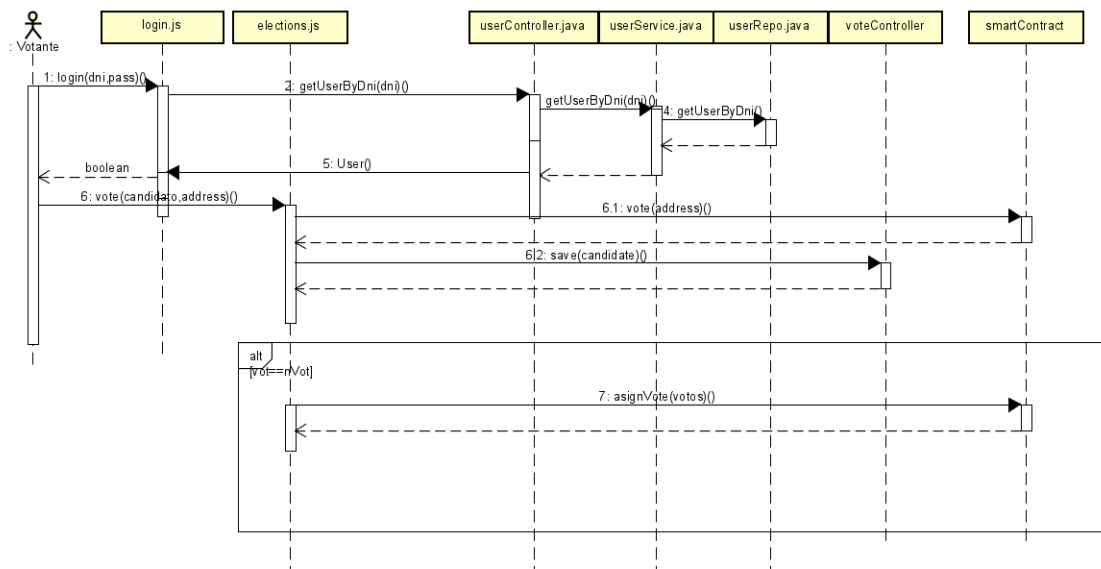 : Votante
login.js
elections.js
userController.java
userService.java
userRepo.java
voteController
smartContract
1: login(dni,pass)()
2: getUserByDni(dni)()
getUserByDni(dni)()
4: getUserByDni()
5: User()
boolean
6: vote(candidato,address)()
6.1: vote(address)()
6.2: save(candidate)()
alt
[vot==nVot]
7: asignVote(votos)()